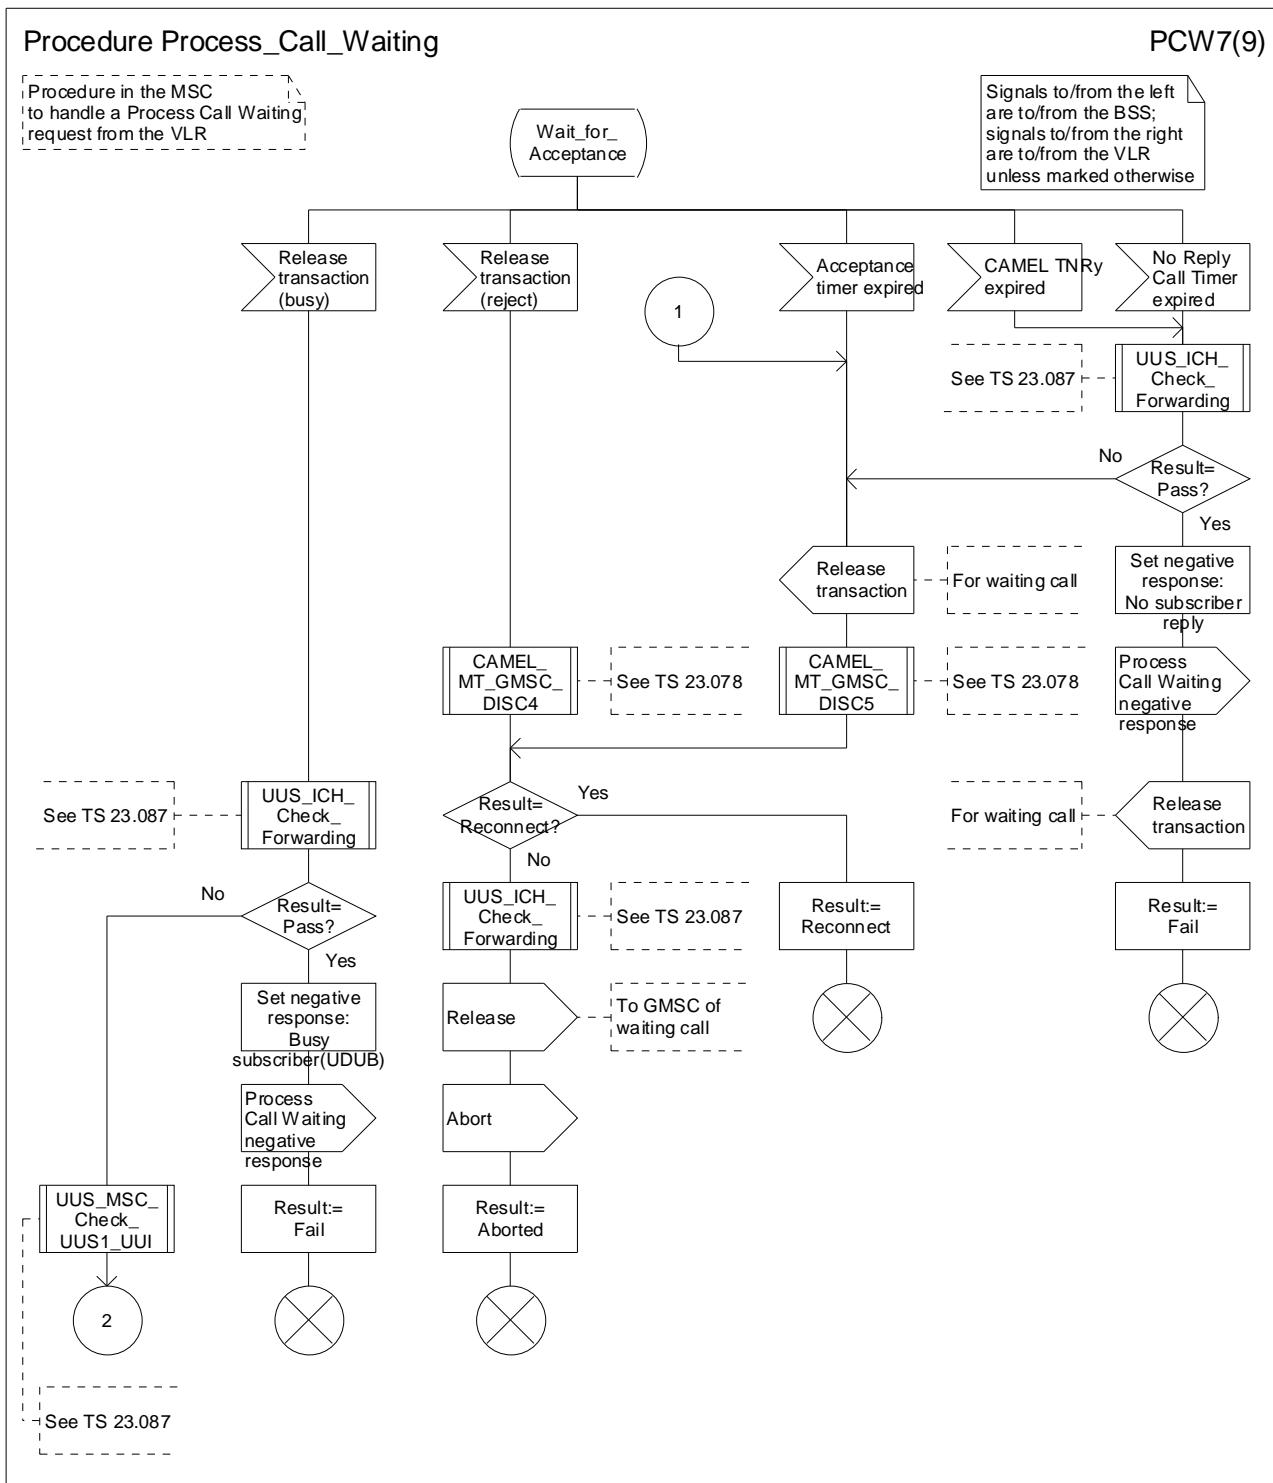 Procedure Process_Call_Waiting
PCW7(9)
Procedure in the MSC
to handle a Process Call Waiting
request from the VLR
Signals to/from the left
are to/from the BSS;
signals to/from the right
are to/from the VLR
unless marked otherwise
Wait_for_
Acceptance
Release
transaction
(busy)
Release
transaction
(reject)
Acceptance
timer expired
CAMEL TNRy
expired
No Reply
Call Timer
expired
1
See TS 23.087
UUS_ICH_
Check_
Forwarding
No
Result=
Pass?
Yes
Release
transaction
For waiting call
Set negative
response:
No subscriber
reply
CAMEL_
MT_GMSC_
DISC4
See TS 23.078
CAMEL_
MT_GMSC_
DISC5
See TS 23.078
Process
Call Waiting
negative
response
See TS 23.087
UUS_ICH_
Check_
Forwarding
Result=
Reconnect?
Yes
No
For waiting call
Release
transaction
No
Result=
Pass?
Yes
UUS_ICH_
Check_
Forwarding
See TS 23.087
Result:=
Reconnect
Result:=
Fail
Set negative
response:
Busy
subscriber(UDUB)
Release
To GMSC of
waiting call
Process
Call Waiting
negative
response
Abort
UUS_MSC_
Check_
UUS1_UUI
Result:=
Fail
Result:=
Aborted
2
See TS 23.087